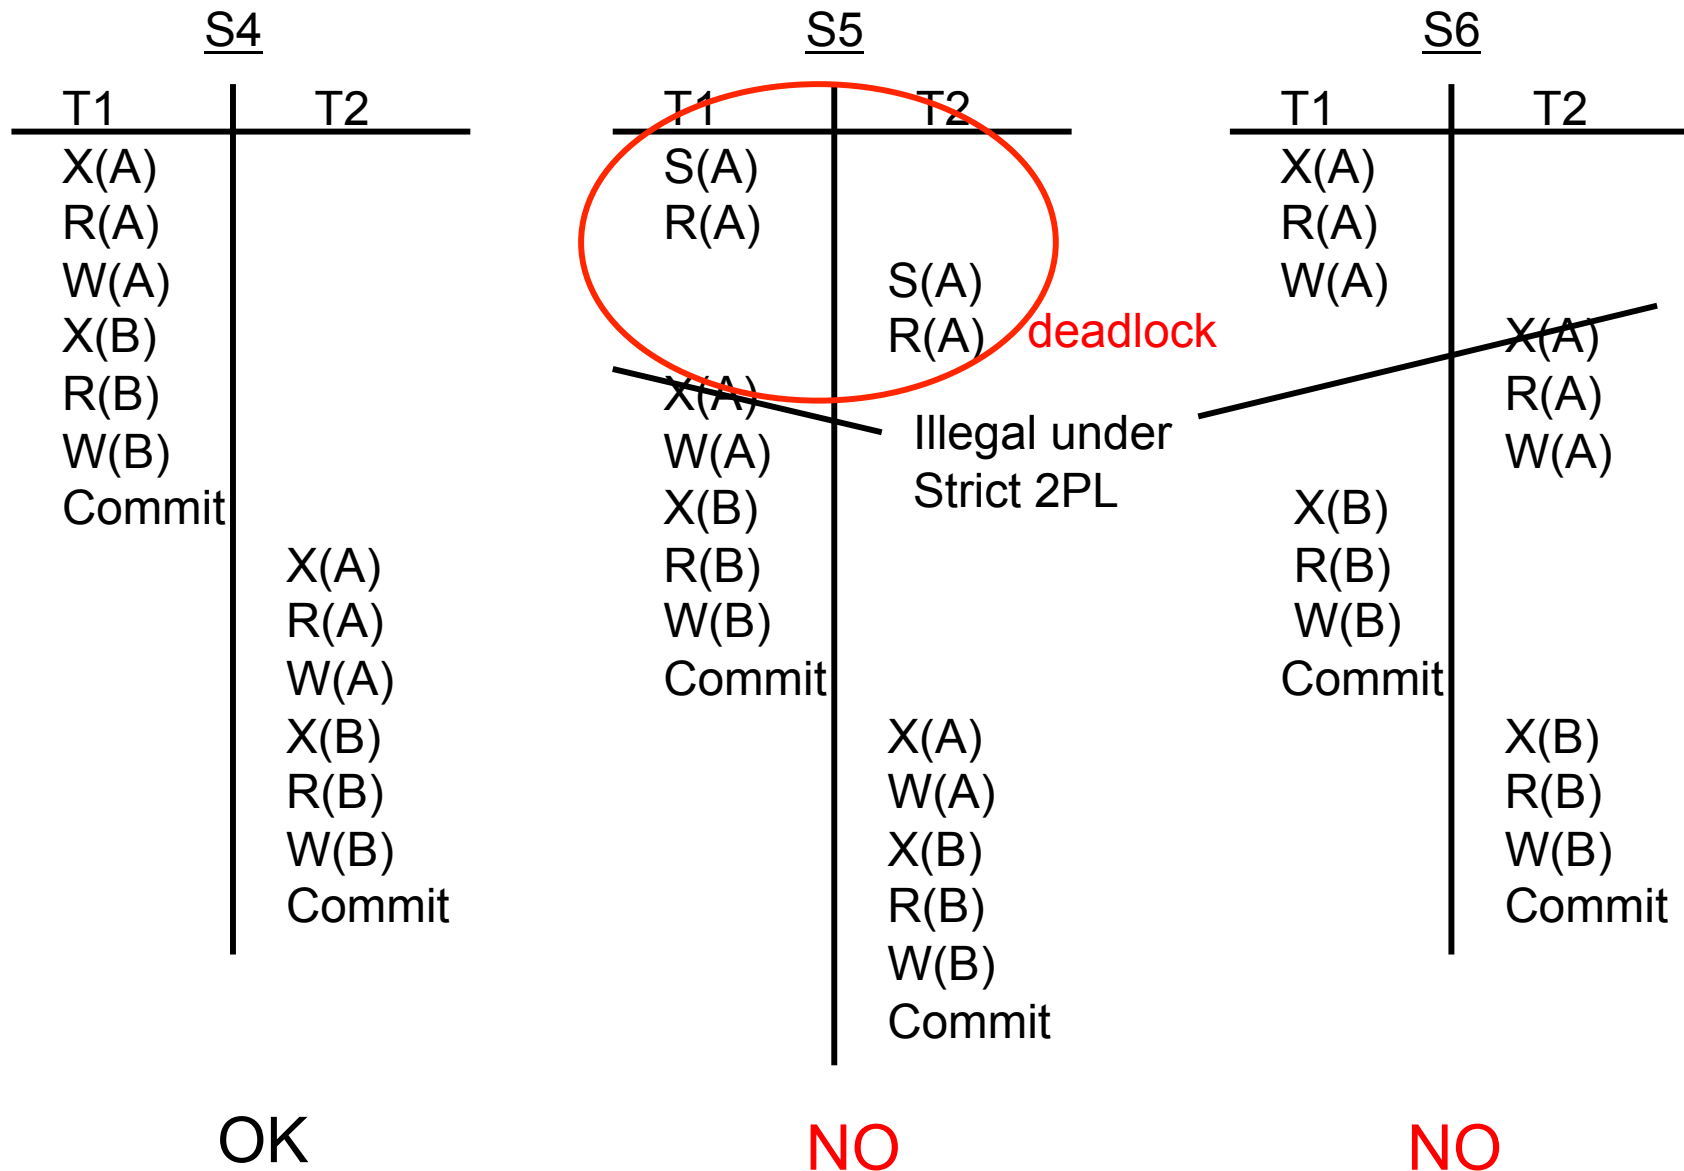 S4
T1 T2
X(A)
R(A)
W(A)
X(B)
R(B)
W(B)
Commit
X(A)
R(A)
W(A)
X(B)
R(B)
W(B)
Commit
OK
S5
T1 T2
S(A)
R(A)
S(A)
R(A) deadlock
X(A)
W(A)
X(B)
R(B)
W(B)
Commit
X(A)
W(A)
X(B)
R(B)
W(B)
Commit
NO
Illegal under
Strict 2PL
S6
T1 T2
X(A)
R(A)
W(A)
X(A)
R(A)
W(A)
X(B)
R(B)
W(B)
Commit
X(B)
R(B)
W(B)
Commit
NO